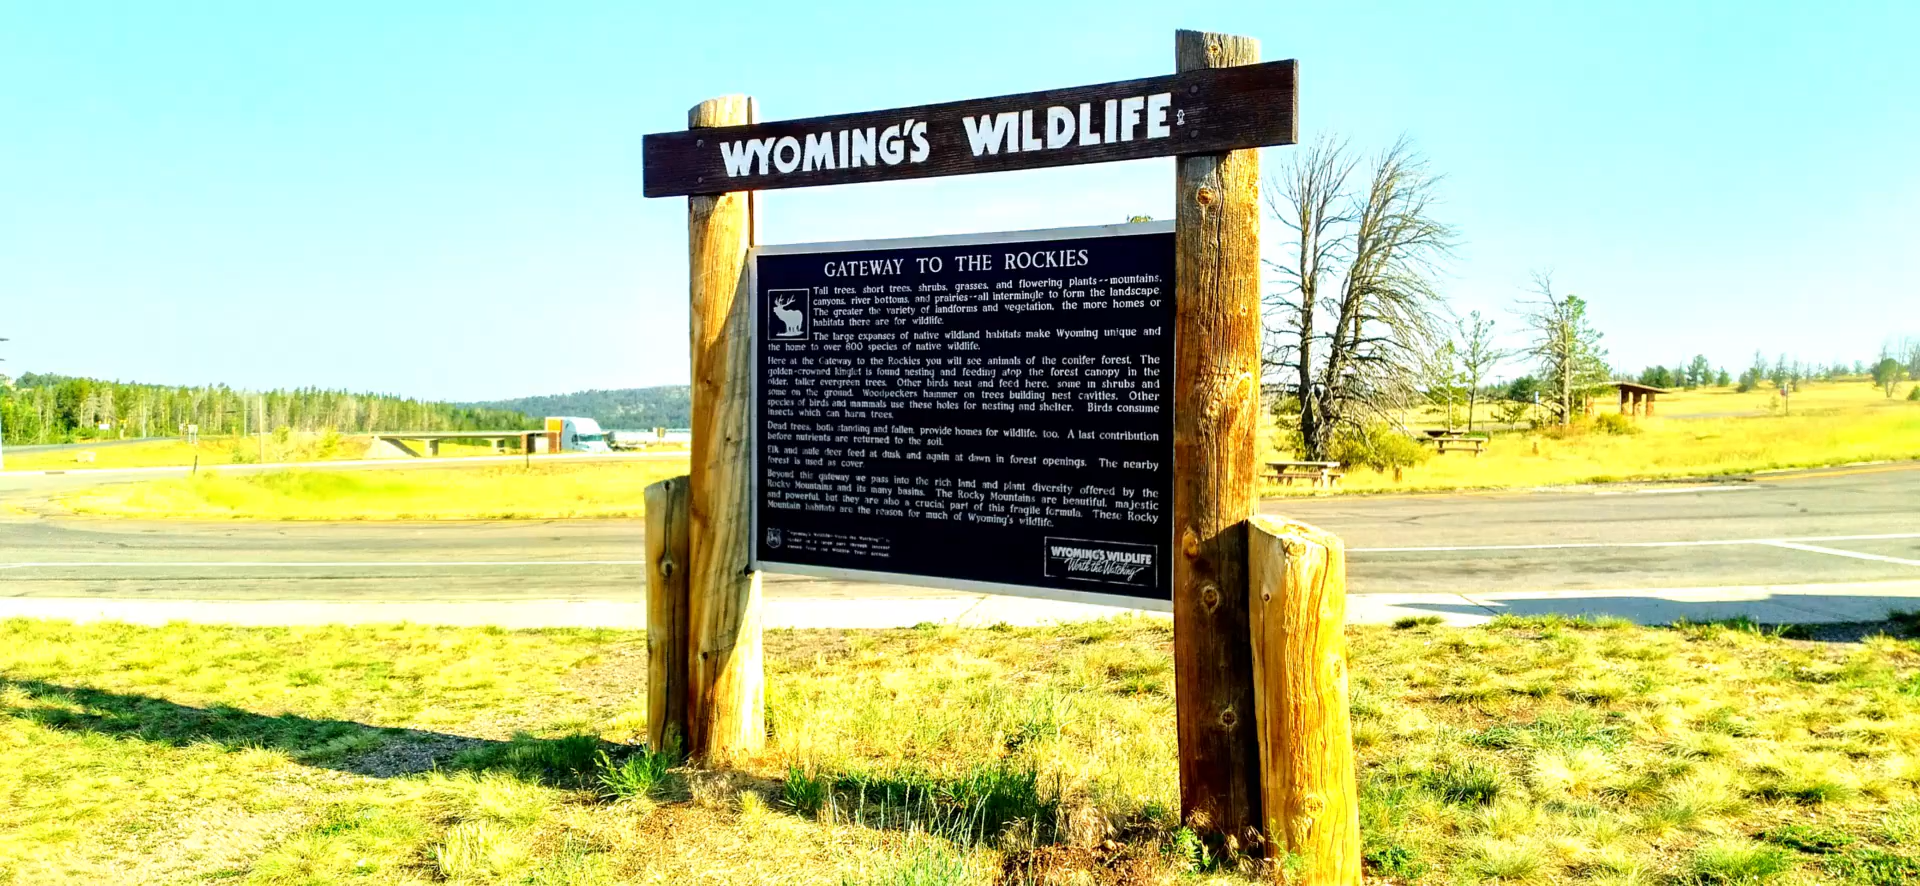 WYOMING'S WILDLIFE
GATEWAY TO THE ROCKIES
Tall trees, short trees, shrubs, grasses, and flowering plants--mountains,
canyons, river bottoms, and prairies--all intermingle to form the landscape.
The greater the variety of landforms and vegetation, the more homes or
habitats there are for wildlife.
The large expanses of native wildland habitats make Wyoming unique and
the home to over 600 species of native wildlife.
Here at the Gateway to the Rockies you will see animals of the conifer forest. The
golden-crowned kinglet is found nesting and feeding atop the forest canopy in the
older, taller evergreen trees. Other birds nest and feed here, some in shrubs and
some on the ground. Woodpeckers hammer on trees building nest cavities. Other
species of birds and mammals use these holes for nesting and shelter. Birds consume
insects which can harm trees.
Dead trees, both standing and fallen, provide homes for wildlife, too. A last contribution
before nutrients are returned to the soil.
Elk and mule deer feed at dusk and again at dawn in forest openings. The nearby
forest is used as cover.
Beyond this gateway we pass into the rich land and plant diversity offered by the
Rocky Mountains and its many basins. The Rocky Mountains are beautiful, majestic
and powerful, but they are also a crucial part of this fragile formula. These Rocky
Mountain habitats are the reason for much of Wyoming's wildlife.
WYOMING'S WILDLIFE
Worth the Watching